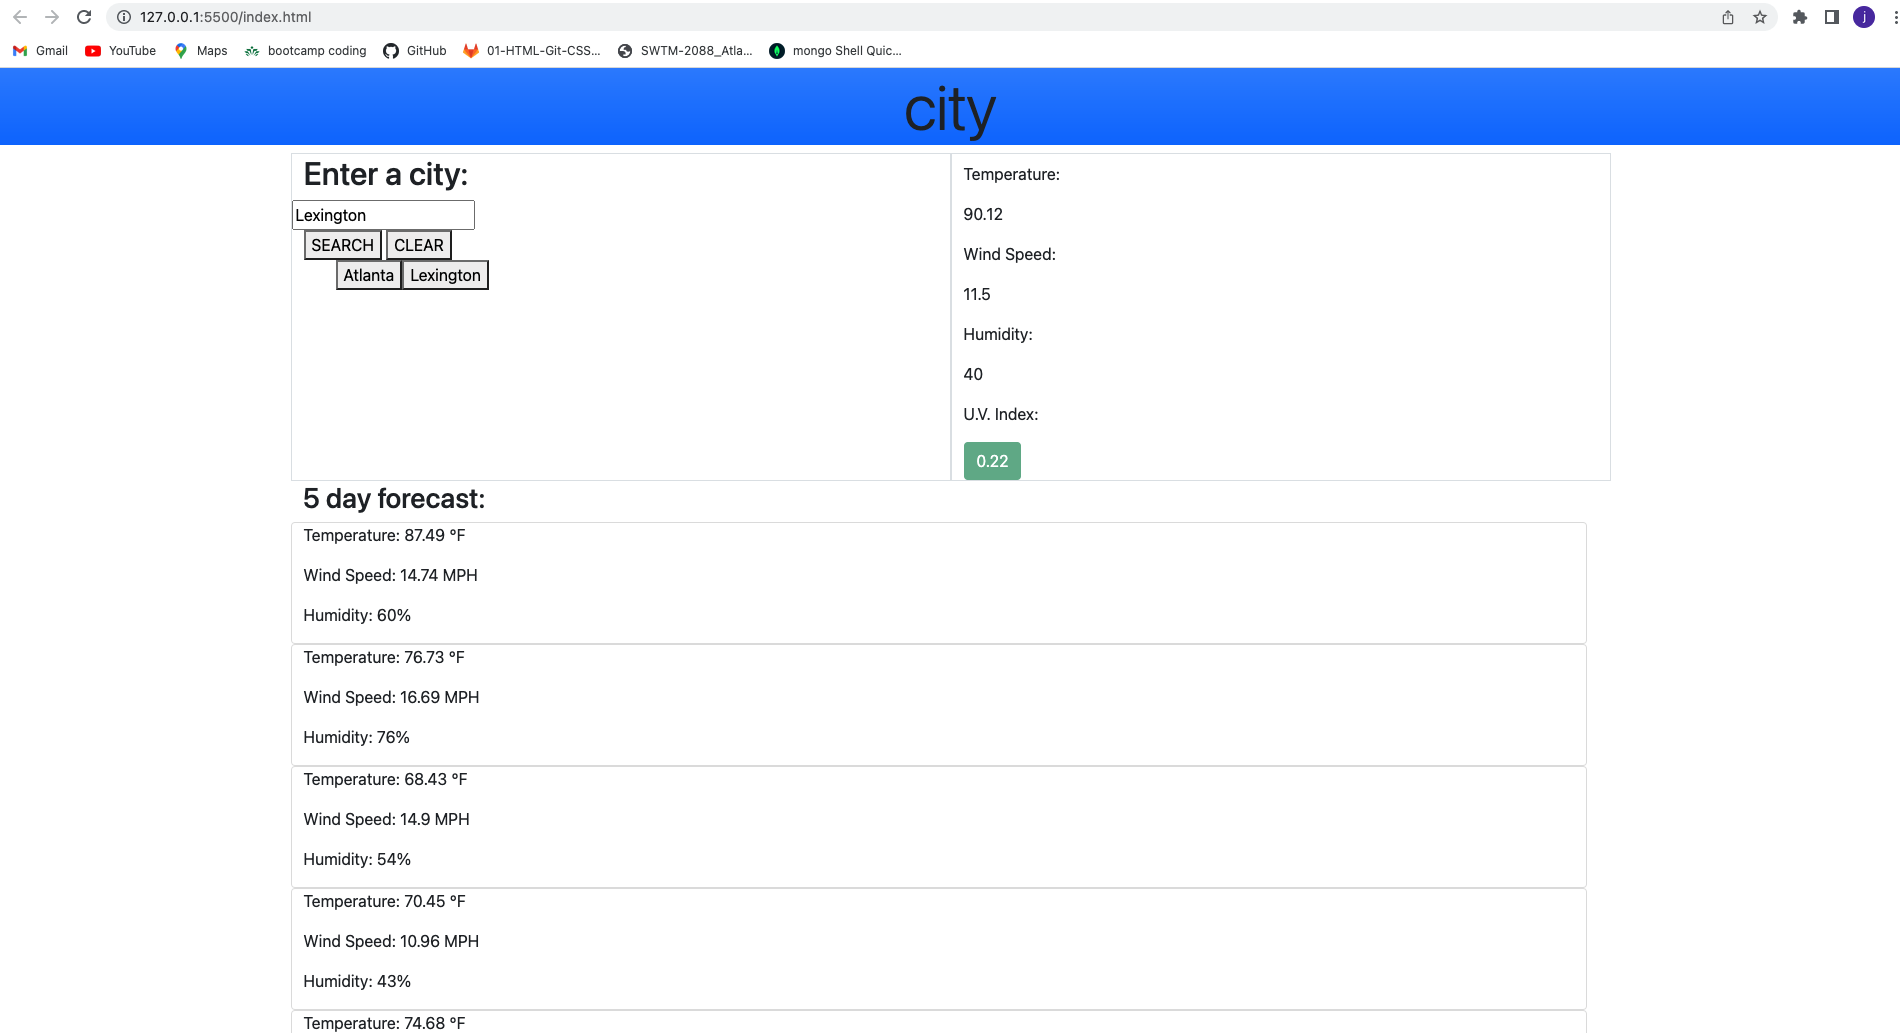 127.0.0.1:5500/index.html
j
Gmail YouTube Maps bootcamp coding GitHub 01-HTML-Git-CSS... SWTM-2088_Atla... mongo Shell Quic...
city
Enter a city:
Lexington
SEARCH CLEAR
Atlanta Lexington
Temperature:
90.12
Wind Speed:
11.5
Humidity:
40
U.V. Index:
0.22
5 day forecast:
Temperature: 87.49 °F
Wind Speed: 14.74 MPH
Humidity: 60%
Temperature: 76.73 °F
Wind Speed: 16.69 MPH
Humidity: 76%
Temperature: 68.43 °F
Wind Speed: 14.9 MPH
Humidity: 54%
Temperature: 70.45 °F
Wind Speed: 10.96 MPH
Humidity: 43%
Temperature: 74.68 °F